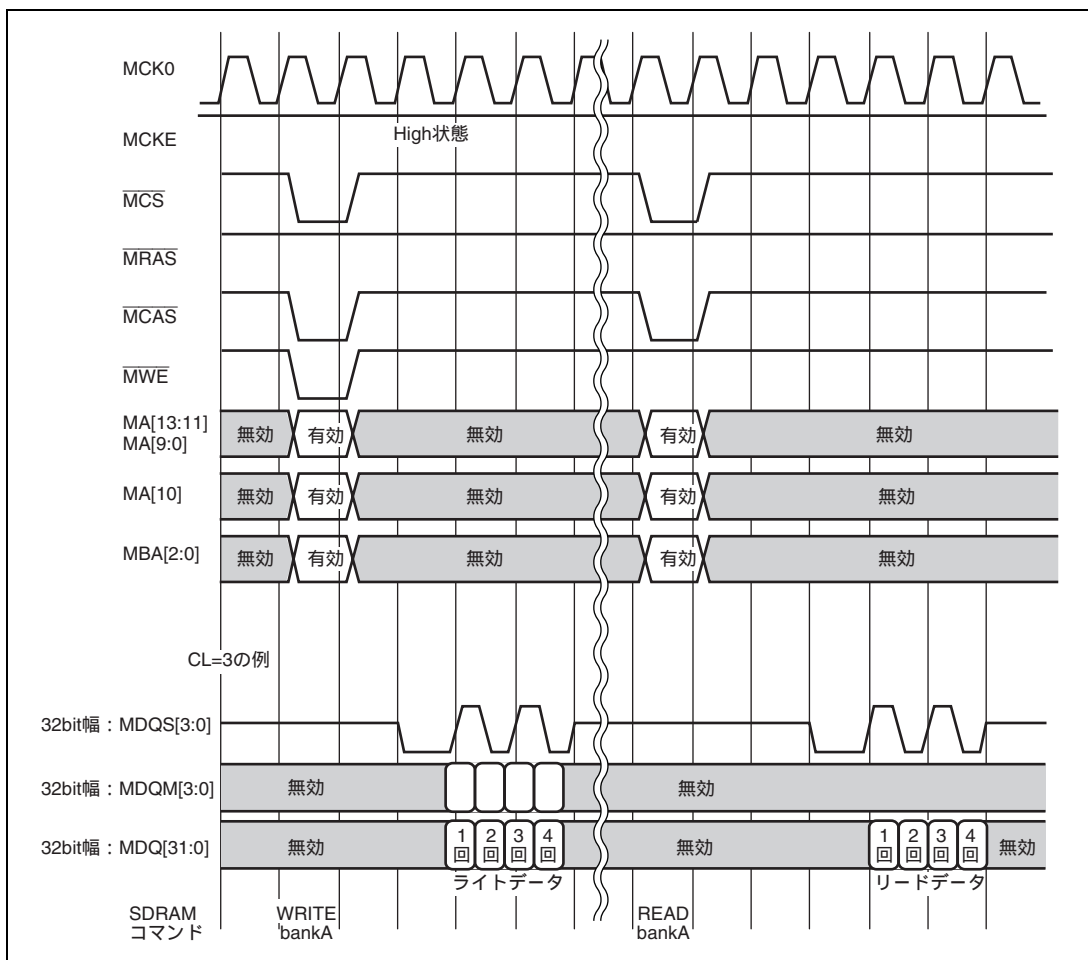 MCK0
High状態
MCKE
MCS
MRAS
MCAS
MWE
MA[13:11]
MA[9:0]
無効 有効 無効 有効 無効
MA[10]
無効 有効 無効 有効 無効
MBA[2:0]
無効 有効 無効 有効 無効
CL=3の例
32bit幅：MDQS[3:0]
32bit幅：MDQM[3:0]
無効 無効
32bit幅：MDQ[31:0]
無効 1回 2回 3回 4回 無効 1回 2回 3回 4回 無効
ライトデータ リードデータ
SDRAM
コマンド
WRITE
bankA
READ
bankA